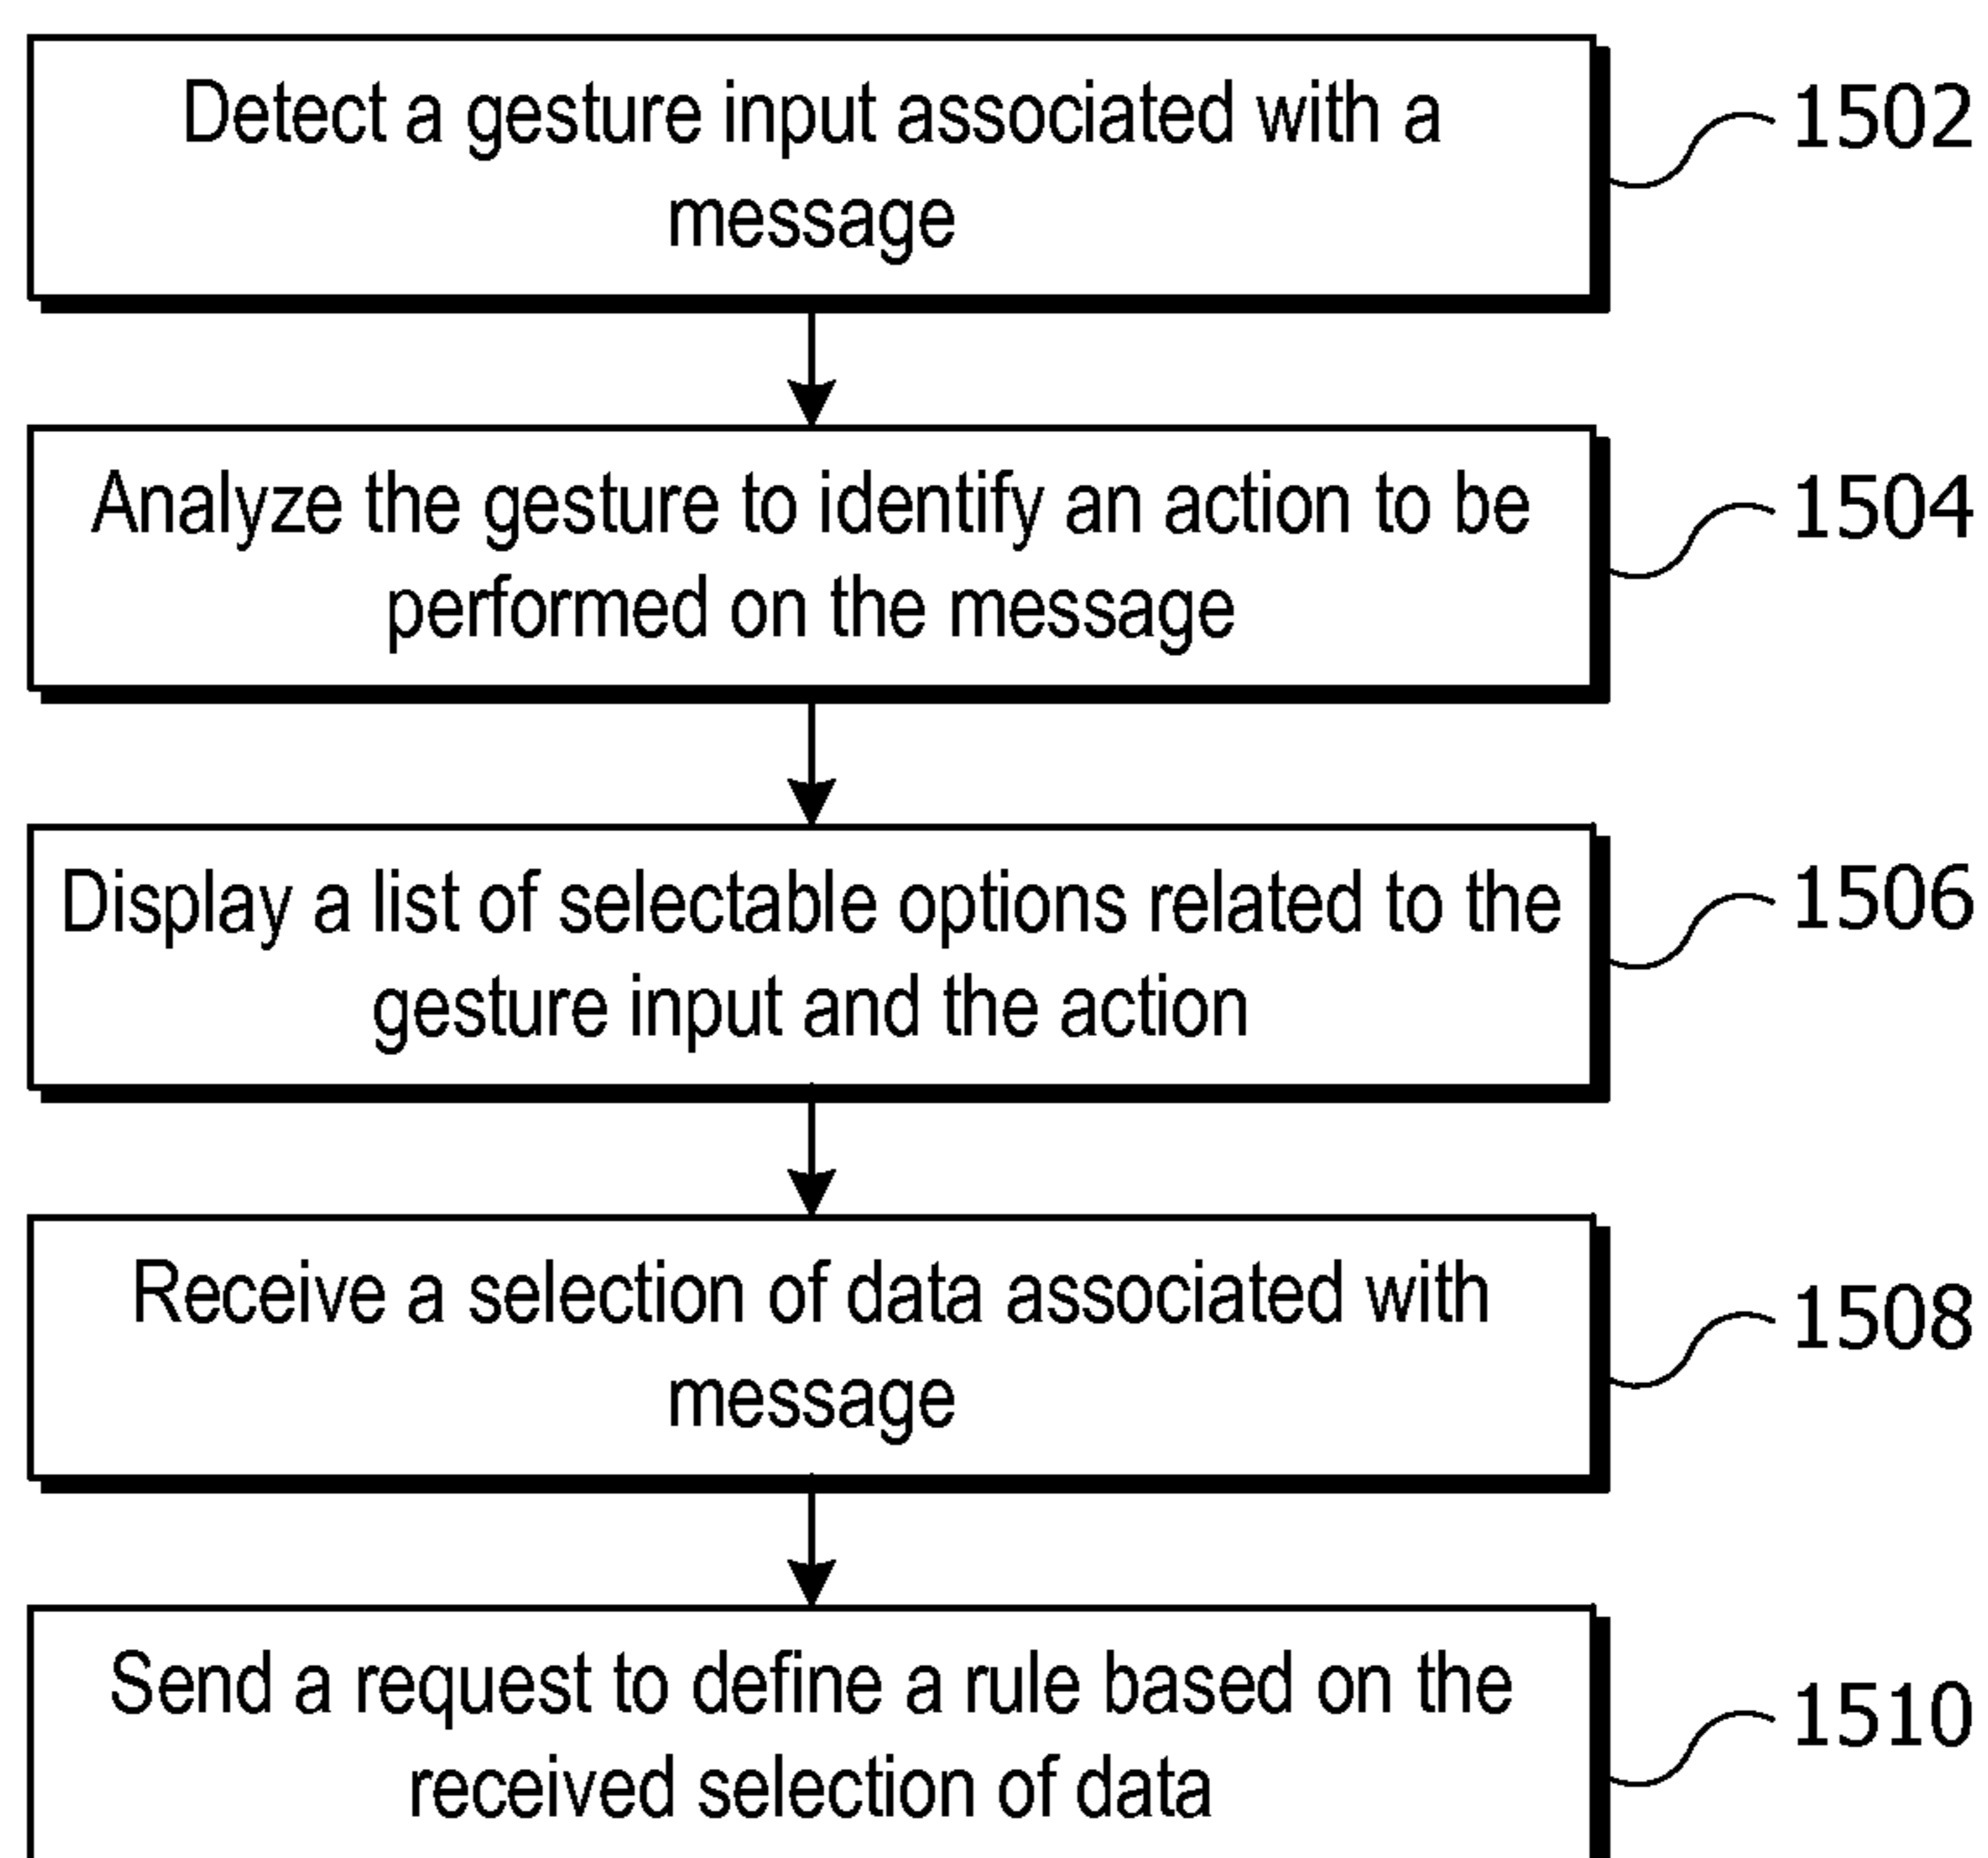 Detect a gesture input associated with a
message
1502
Analyze the gesture to identify an action to be
performed on the message
1504
Display a list of selectable options related to the
gesture input and the action
1506
Receive a selection of data associated with
message
1508
Send a request to define a rule based on the
received selection of data
1510